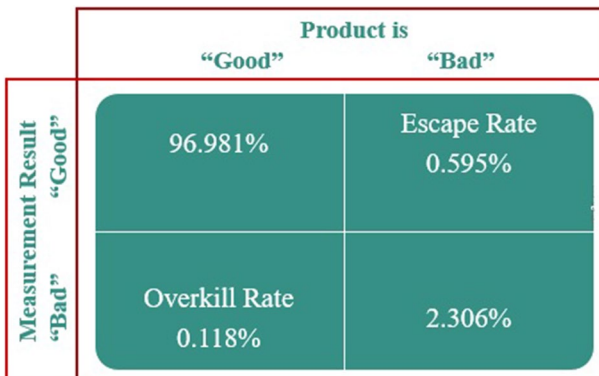 Product is
“Good” “Bad”
Measurement Result
“Good”
“Bad”
96.981%
Escape Rate
0.595%
Overkill Rate
0.118%
2.306%